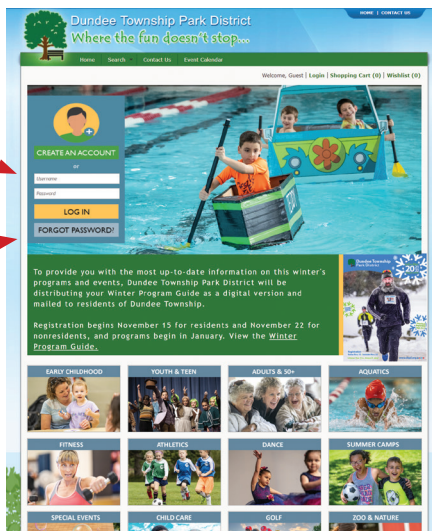 HOME | CONTACT US
Dundee Township Park District
Where the fun doesn't stop...
Home Search Contact Us Event Calendar
Welcome, Guest | Login | Shopping Cart (0) | Wishlist (0)
CREATE AN ACCOUNT
or
Username
Password
LOG IN
FORGOT PASSWORD?
To provide you with the most up-to-date information on this winter's
programs and events, Dundee Township Park District will be
distributing your Winter Program Guide as a digital version and
mailed to residents of Dundee Township.
Registration begins November 15 for residents and November 22 for
nonresidents, and programs begin in January. View the Winter
Program Guide.
Dundee Township
Park District
EARLY CHILDHOOD YOUTH & TEEN ADULTS & 50+ AQUATICS
FITNESS ATHLETICS DANCE SUMMER CAMPS
SPECIAL EVENTS CHILD CARE GOLF ZOO & NATURE